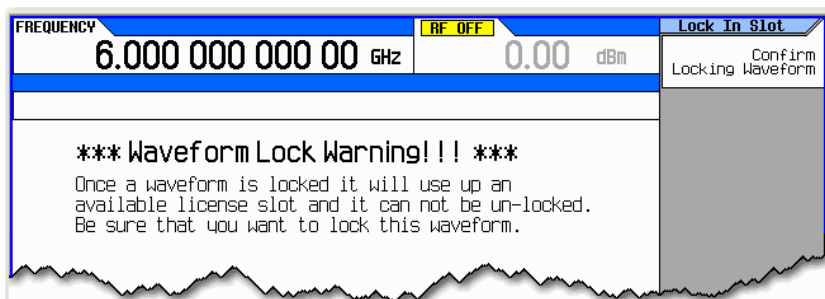 FREQUENCY
6.000 000 000 00 GHz
RF OFF
0.00 dBm
Lock In Slot
Confirm
Locking Waveform
*** Waveform Lock Warning!!! ***
Once a waveform is locked it will use up an
available license slot and it can not be un-locked.
Be sure that you want to lock this waveform.